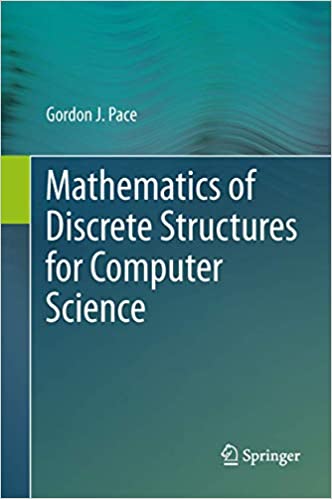 Gordon J. Pace
Mathematics of
Discrete Structures
for Computer
Science
Springer